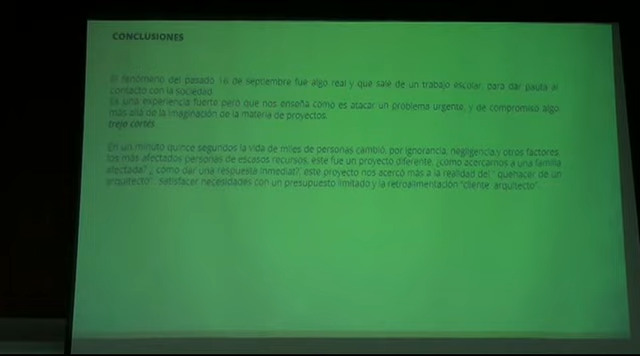 CONCLUSIONES
El fenómeno del pasado 16 de septiembre fue algo real y que sale de un trabajo escolar, para dar pauta al
contacto con la sociedad.
Es una experiencia fuerte pero que nos enseña como es atacar un problema urgente, y de compromiso algo
más alla de la imaginación de la materia de proyectos.
trejo cortés
En un minuto quince segundos la vida de miles de personas cambió, por ignorancia, negligencia,y otros factores,
los más afectados personas de escasos recursos, este fue un proyecto diferente, ¿como acercarnos a una familia
afectada? ¿ cómo dar una respuesta inmediat?, este proyecto nos acercó más a la realidad del " quehacer de un
arquitecto", satisfacer necesidades con un presupuesto limitado y la retroalimentación "cliente, arquitecto".